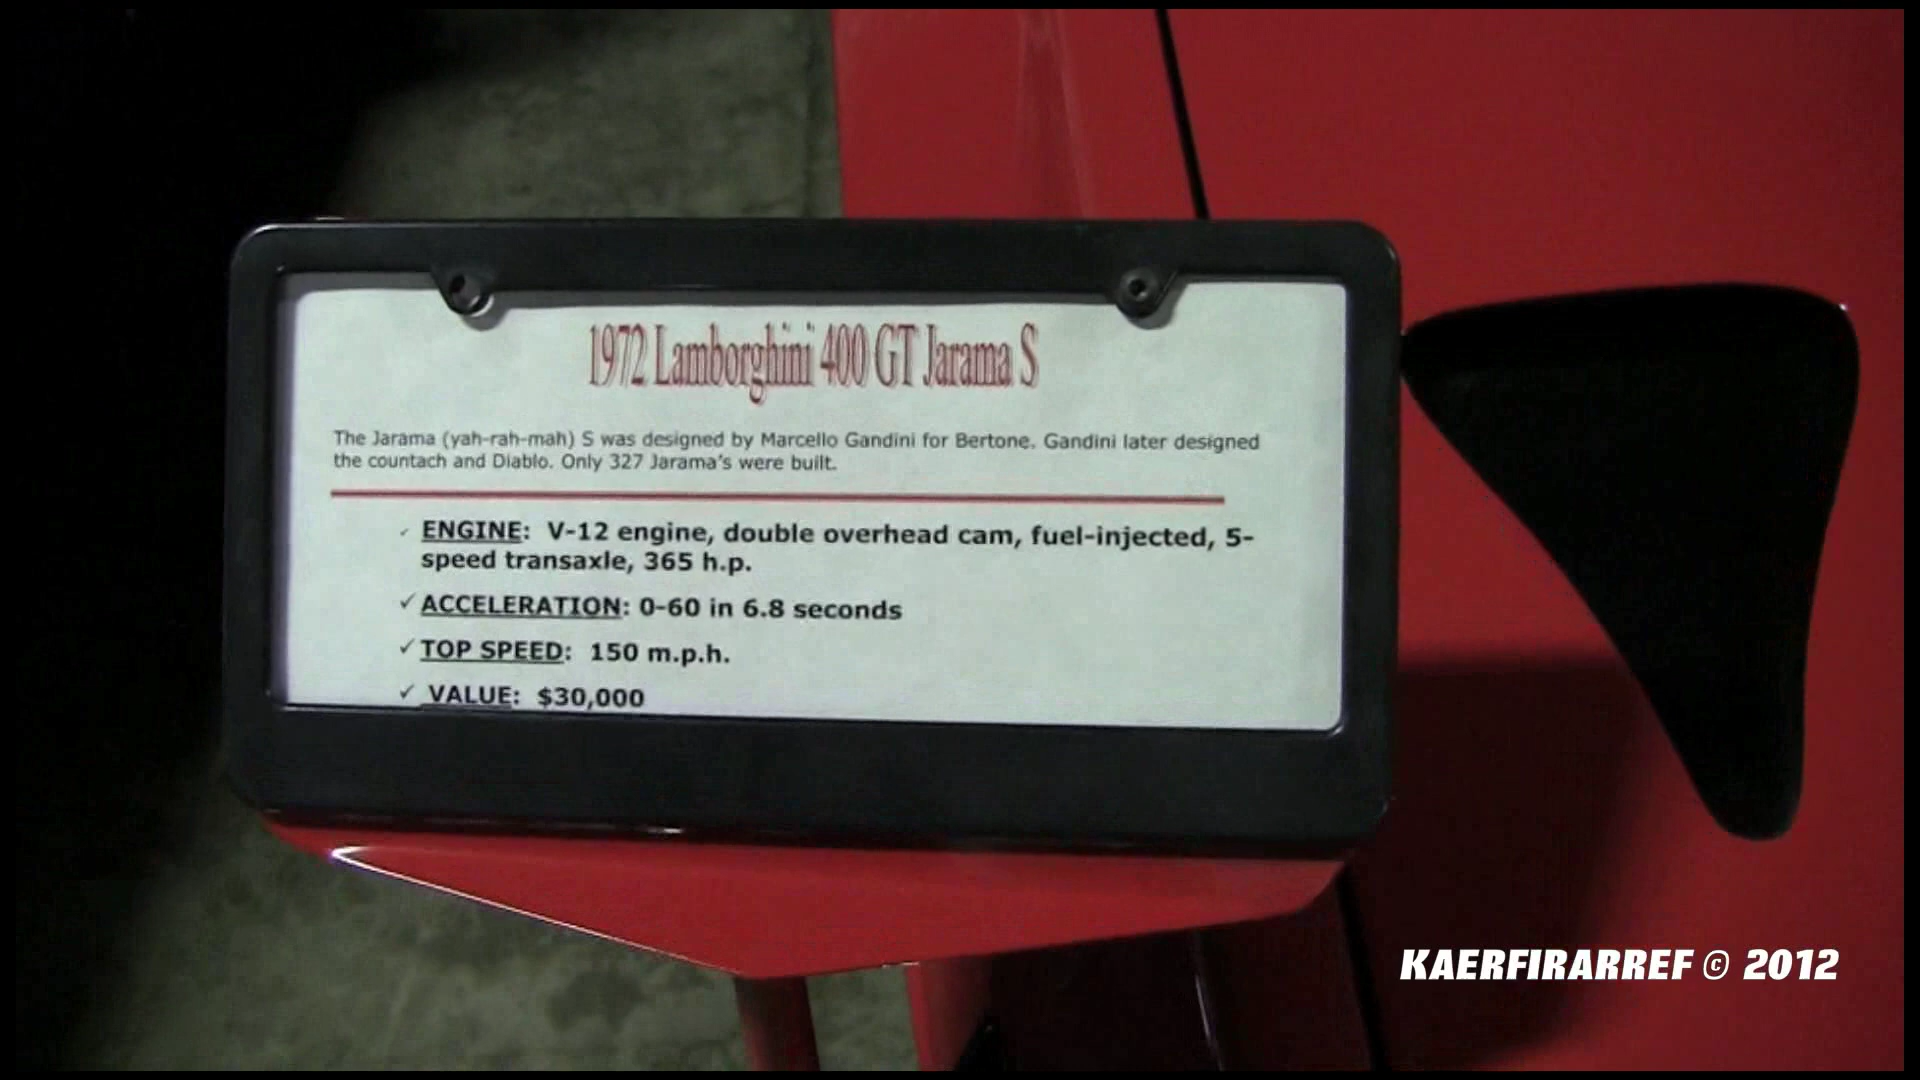 1972 Lamborghini 400 GT Jarama S
The Jarama (yah-rah-mah) S was designed by Marcello Gandini for Bertone. Gandini later designed
the countach and Diablo. Only 327 Jarama's were built.
✓ ENGINE: V-12 engine, double overhead cam, fuel-injected, 5-
speed transaxle, 365 h.p.
✓ ACCELERATION: 0-60 in 6.8 seconds
✓ TOP SPEED: 150 m.p.h.
✓ VALUE: $30,000
KAERFIRARREF © 2012